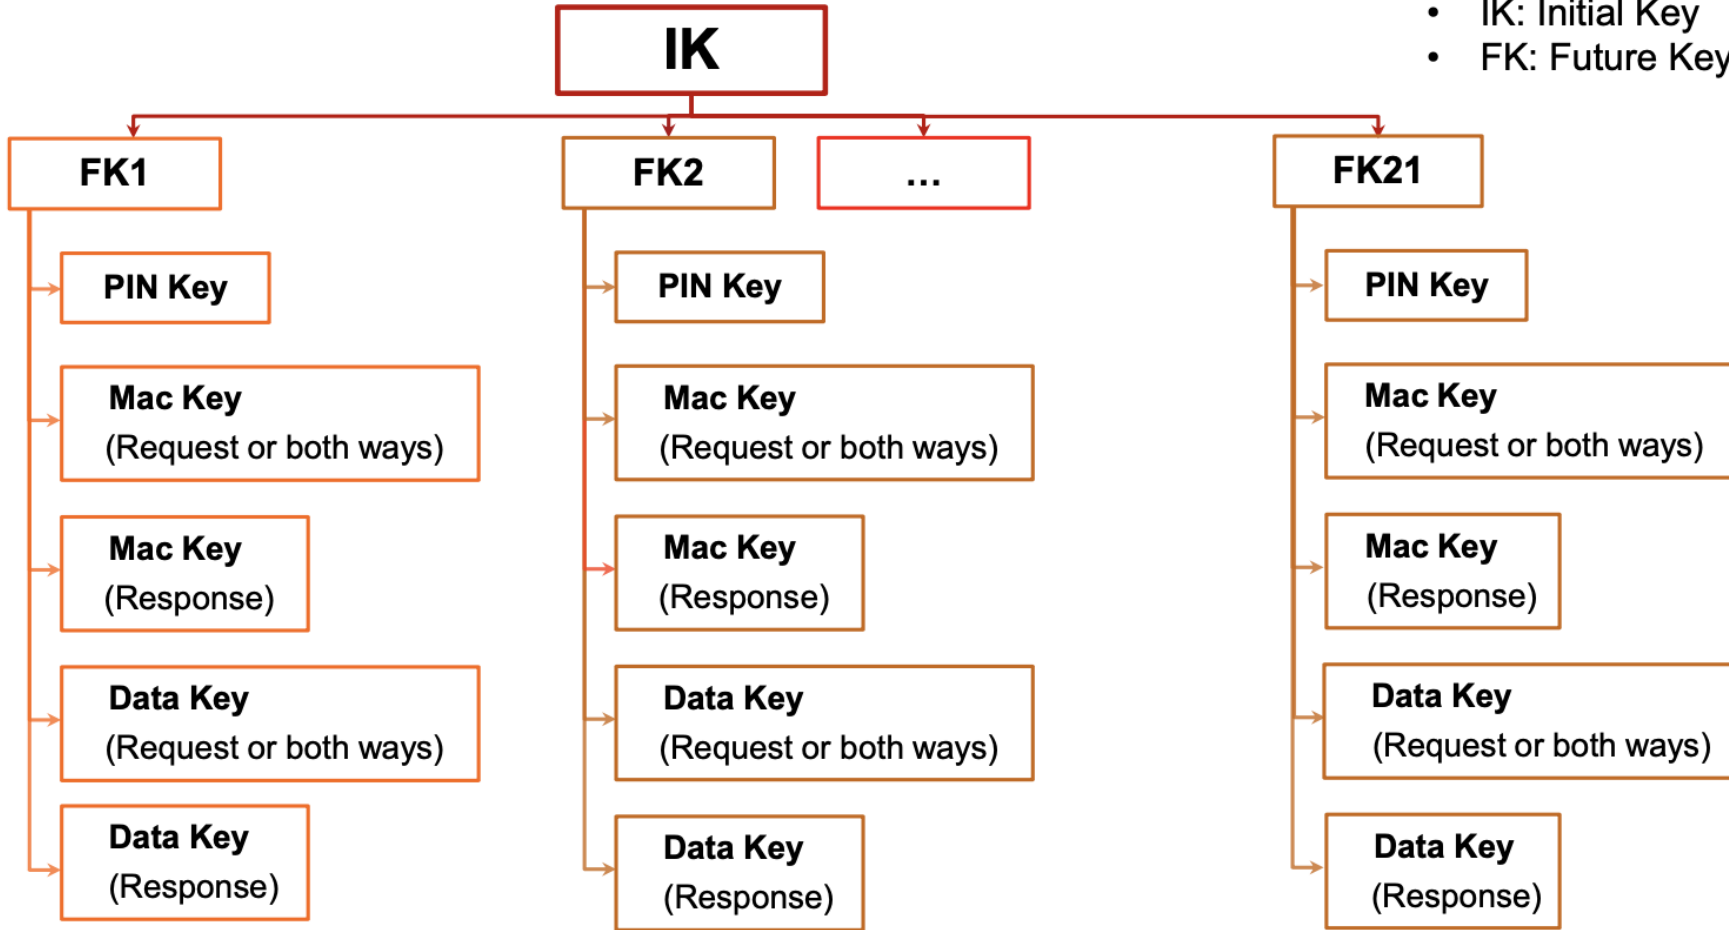 IK
• IK: Initial Key
• FK: Future Key
FK1
FK2
...
FK21
PIN Key
Mac Key
(Request or both ways)
Mac Key
(Response)
Data Key
(Request or both ways)
Data Key
(Response)
PIN Key
Mac Key
(Request or both ways)
Mac Key
(Response)
Data Key
(Request or both ways)
Data Key
(Response)
PIN Key
Mac Key
(Request or both ways)
Mac Key
(Response)
Data Key
(Request or both ways)
Data Key
(Response)